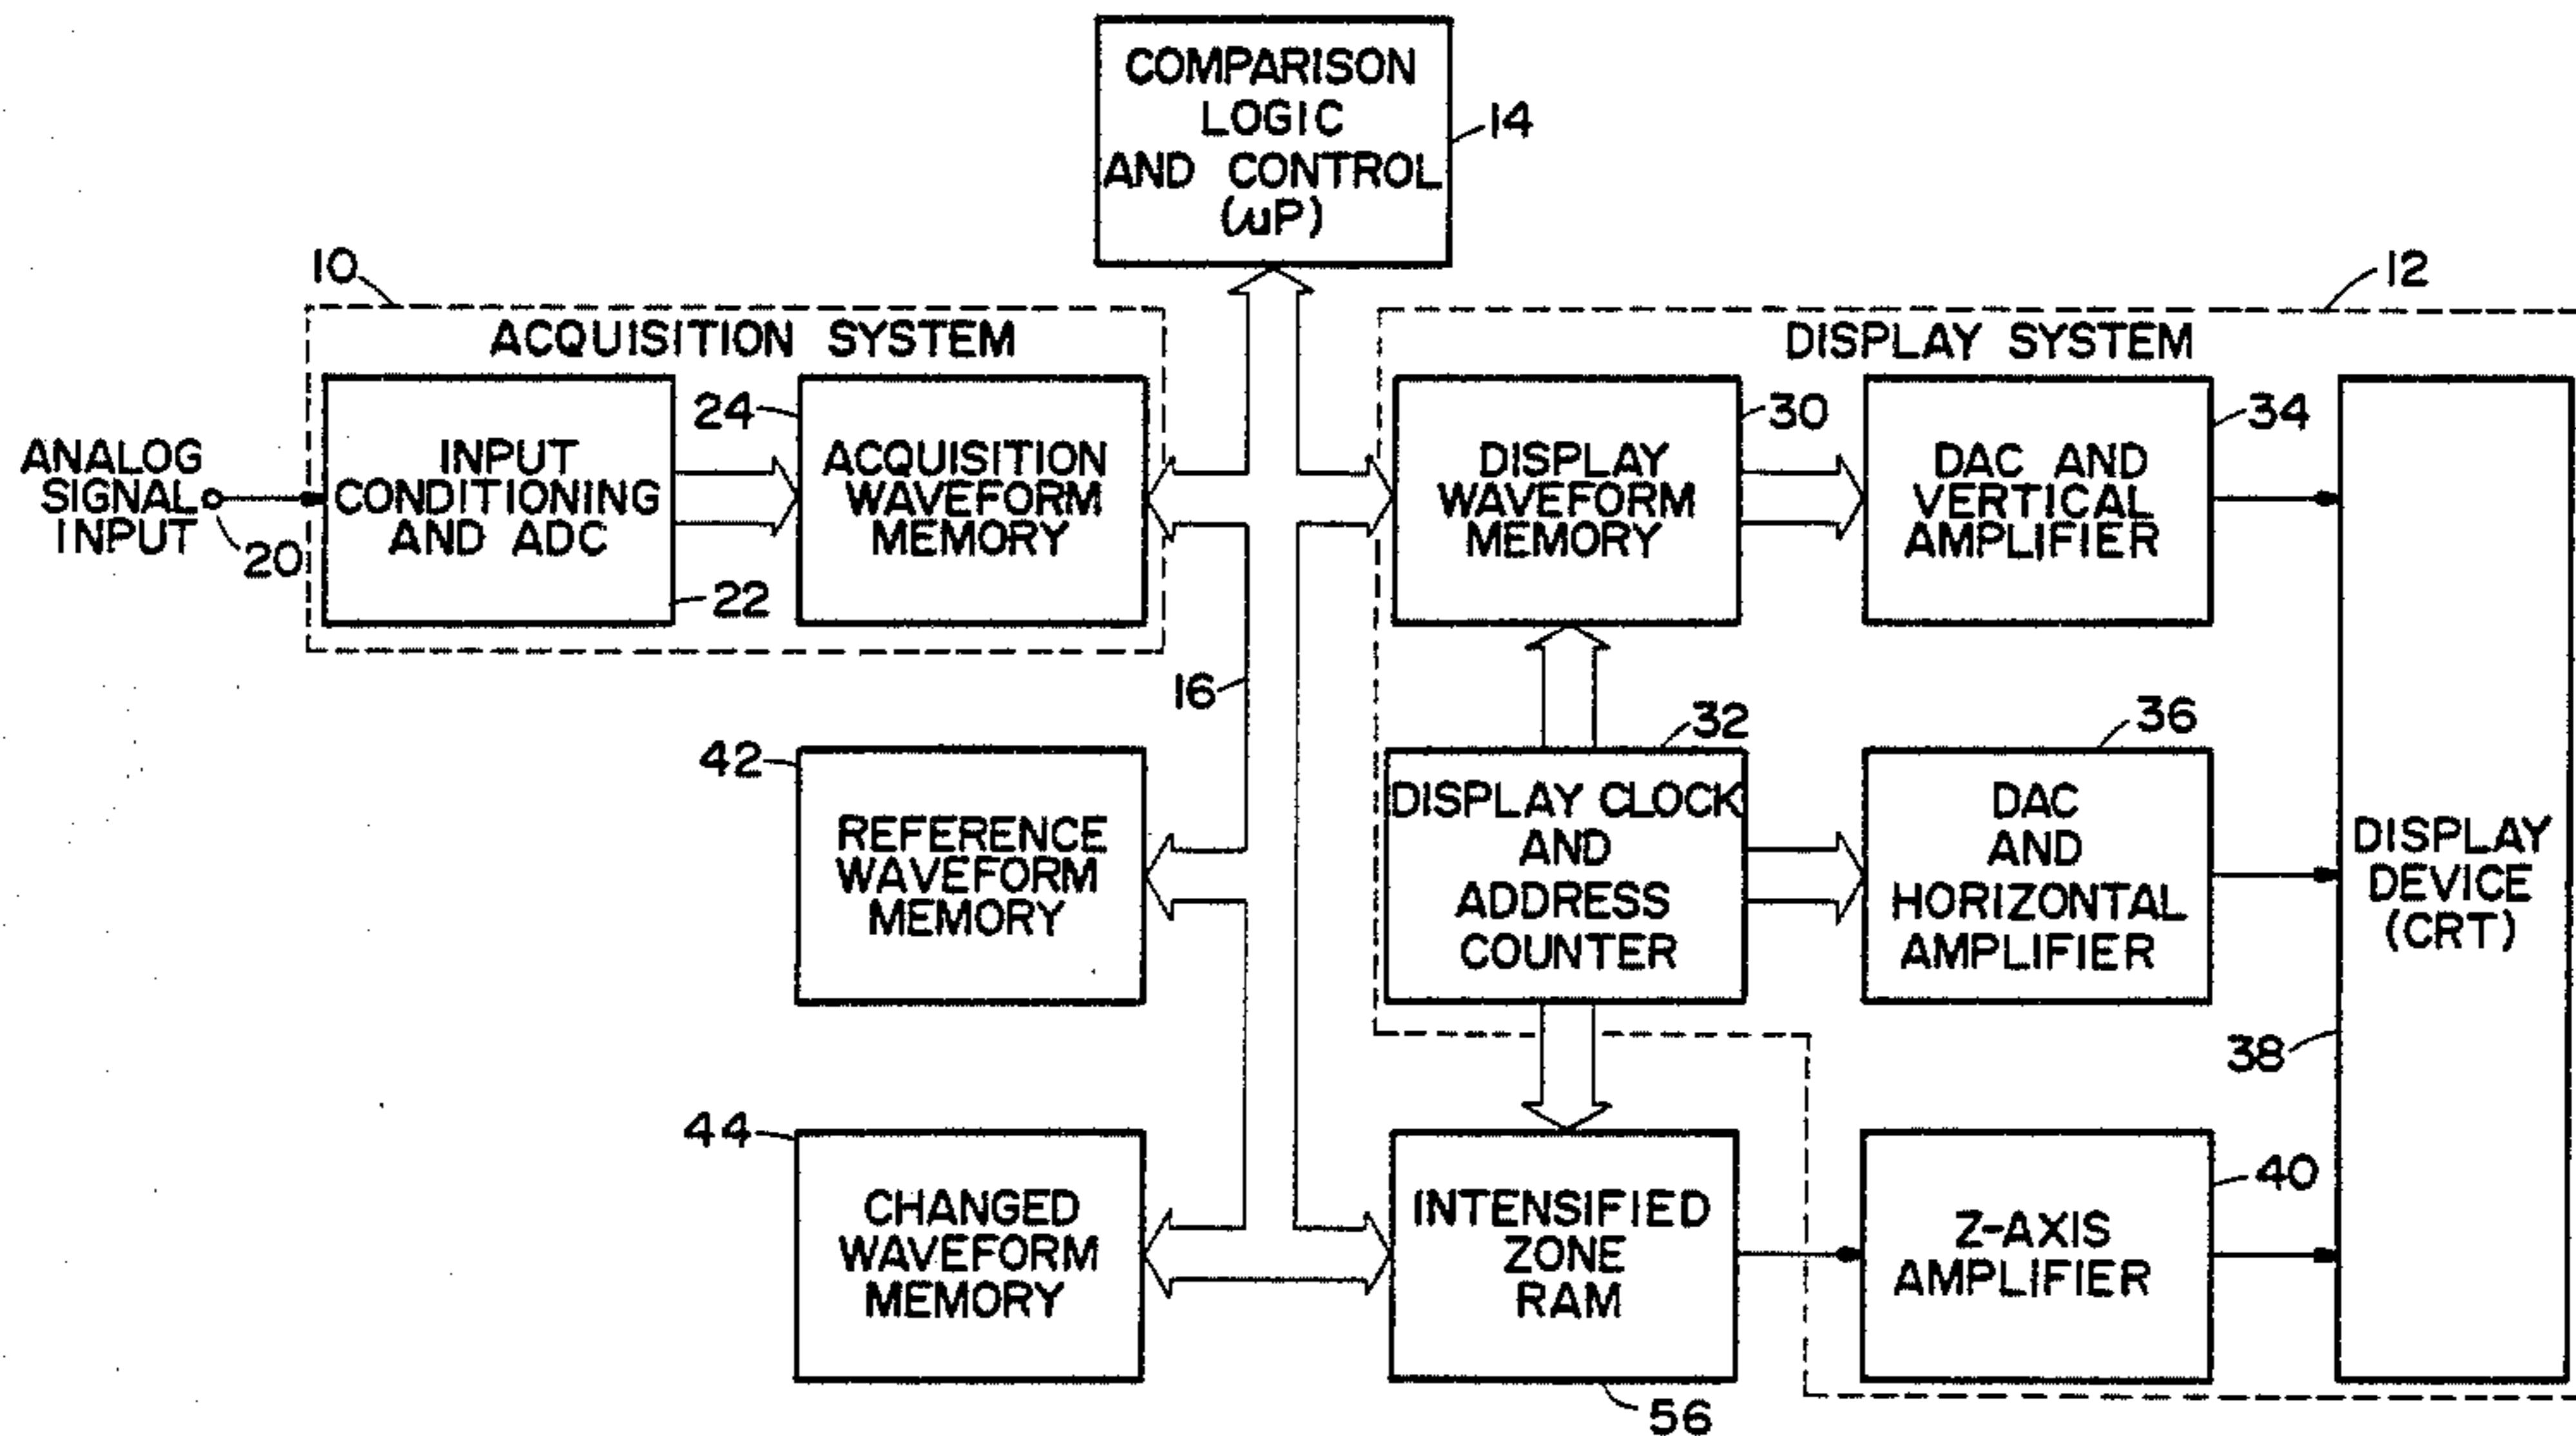 COMPARISON
LOGIC
AND CONTROL
(µP)
14
10
12
ACQUISITION SYSTEM
DISPLAY SYSTEM
ANALOG
SIGNAL
INPUT
20
INPUT
CONDITIONING
AND ADC
22
24
ACQUISITION
WAVEFORM
MEMORY
DISPLAY
WAVEFORM
MEMORY
30
DAC AND
VERTICAL
AMPLIFIER
34
16
42
REFERENCE
WAVEFORM
MEMORY
32
DISPLAY CLOCK
AND
ADDRESS
COUNTER
36
DAC
AND
HORIZONTAL
AMPLIFIER
DISPLAY
DEVICE
(CRT)
38
44
CHANGED
WAVEFORM
MEMORY
INTENSIFIED
ZONE
RAM
56
Z-AXIS
AMPLIFIER
40